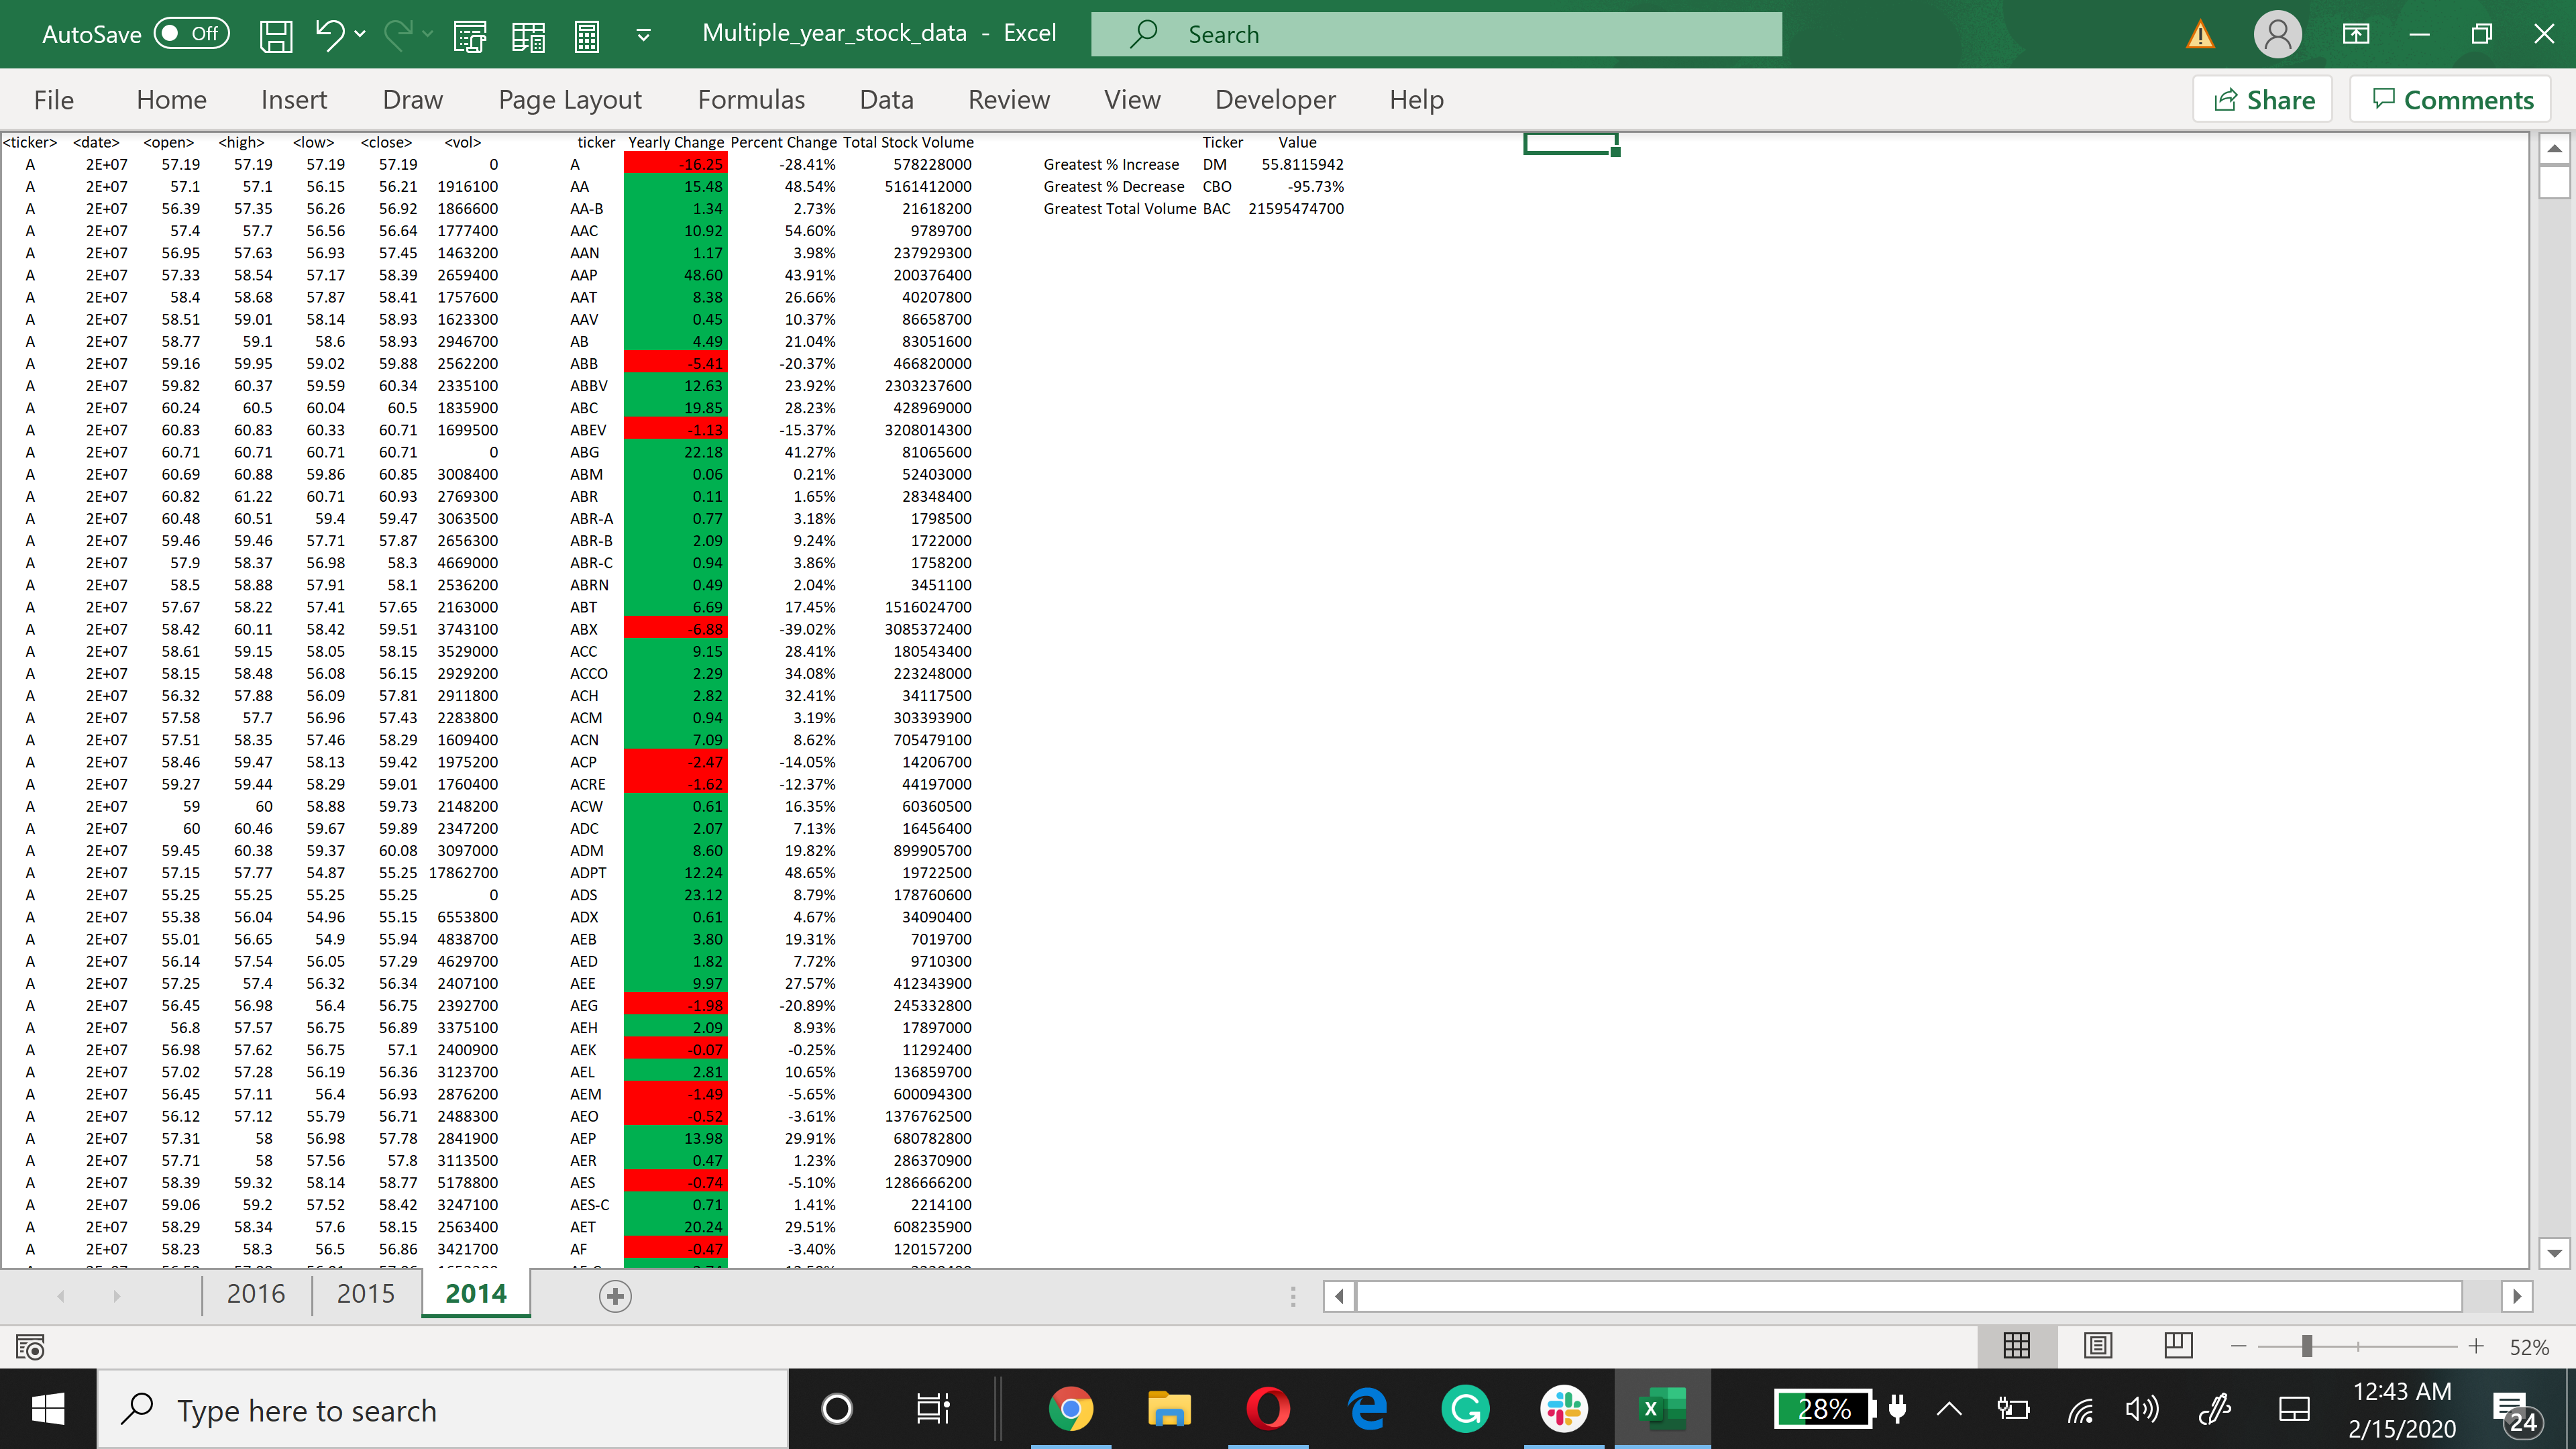 AutoSave Off Multiple_year_stock_data - Excel Search
File Home Insert Draw Page Layout Formulas Data Review View Developer Help Share Comments
<ticker> <date> <open> <high> <low> <close> <vol> ticker Yearly Change Percent Change Total Stock Volume Ticker Value
A 2E+07 57.19 57.19 57.19 57.19 0 A -16.25 -28.41% 578228000 Greatest % Increase DM 55.8115942
A 2E+07 57.1 57.1 56.15 56.21 1916100 AA 15.48 48.54% 5161412000 Greatest % Decrease CBO -95.73%
A 2E+07 56.39 57.35 56.26 56.92 1866600 AA-B 1.34 2.73% 21618200 Greatest Total Volume BAC 21595474700
A 2E+07 57.4 57.7 56.56 56.64 1777400 AAC 10.92 54.60% 9789700
A 2E+07 56.95 57.63 56.93 57.45 1463200 AAN 1.17 3.98% 237929300
A 2E+07 57.33 58.54 57.17 58.39 2659400 AAP 48.60 43.91% 200376400
A 2E+07 58.4 58.68 57.87 58.41 1757600 AAT 8.38 26.66% 40207800
A 2E+07 58.51 59.01 58.14 58.93 1623300 AAV 0.45 10.37% 86658700
A 2E+07 58.77 59.1 58.6 58.93 2946700 AB 4.49 21.04% 83051600
A 2E+07 59.16 59.95 59.02 59.88 2562200 ABB -5.41 -20.37% 466820000
A 2E+07 59.82 60.37 59.59 60.34 2335100 ABBV 12.63 23.92% 2303237600
A 2E+07 60.24 60.5 60.04 60.5 1835900 ABC 19.85 28.23% 428969000
A 2E+07 60.83 60.83 60.33 60.71 1699500 ABEV -1.13 -15.37% 3208014300
A 2E+07 60.71 60.71 60.71 60.71 0 ABG 22.18 41.27% 81065600
A 2E+07 60.69 60.88 59.86 60.85 3008400 ABM 0.06 0.21% 52403000
A 2E+07 60.82 61.22 60.71 60.93 2769300 ABR 0.11 1.65% 28348400
A 2E+07 60.48 60.51 59.4 59.47 3063500 ABR-A 0.77 3.18% 1798500
A 2E+07 59.46 59.46 57.71 57.87 2656300 ABR-B 2.09 9.24% 1722000
A 2E+07 57.9 58.37 56.98 58.3 4669000 ABR-C 0.94 3.86% 1758200
A 2E+07 58.5 58.88 57.91 58.1 2536200 ABRN 0.49 2.04% 3451100
A 2E+07 57.67 58.22 57.41 57.65 2163000 ABT 6.69 17.45% 1516024700
A 2E+07 58.42 60.11 58.42 59.51 3743100 ABX -6.88 -39.02% 3085372400
A 2E+07 58.61 59.15 58.05 58.15 3529000 ACC 9.15 28.41% 180543400
A 2E+07 58.15 58.48 56.08 56.15 2929200 ACCO 2.29 34.08% 223248000
A 2E+07 56.32 57.88 56.09 57.81 2911800 ACH 2.82 32.41% 34117500
A 2E+07 57.58 57.7 56.96 57.43 2283800 ACM 0.94 3.19% 303393900
A 2E+07 57.51 58.35 57.46 58.29 1609400 ACN 7.09 8.62% 705479100
A 2E+07 58.46 59.47 58.13 59.42 1975200 ACP -2.47 -14.05% 14206700
A 2E+07 59.27 59.44 58.29 59.01 1760400 ACRE -1.62 -12.37% 44197000
A 2E+07 59 60 58.88 59.73 2148200 ACW 0.61 16.35% 60360500
A 2E+07 60 60.46 59.67 59.89 2347200 ADC 2.07 7.13% 16456400
A 2E+07 59.45 60.38 59.37 60.08 3097000 ADM 8.60 19.82% 899905700
A 2E+07 57.15 57.77 54.87 55.25 17862700 ADPT 12.24 48.65% 19722500
A 2E+07 55.25 55.25 55.25 55.25 0 ADS 23.12 8.79% 178760600
A 2E+07 55.38 56.04 54.96 55.15 6553800 ADX 0.61 4.67% 34090400
A 2E+07 55.01 56.65 54.9 55.94 4838700 AEB 3.80 19.31% 7019700
A 2E+07 56.14 57.54 56.05 57.29 4629700 AED 1.82 7.72% 9710300
A 2E+07 57.25 57.4 56.32 56.34 2407100 AEE 9.97 27.57% 412343900
A 2E+07 56.45 56.98 56.4 56.75 2392700 AEG -1.98 -20.89% 245332800
A 2E+07 56.8 57.57 56.75 56.89 3375100 AEH 2.09 8.93% 17897000
A 2E+07 56.98 57.62 56.75 57.1 2400900 AEK -0.07 -0.25% 11292400
A 2E+07 57.02 57.28 56.19 56.36 3123700 AEL 2.81 10.65% 136859700
A 2E+07 56.45 57.11 56.4 56.93 2876200 AEM -1.49 -5.65% 600094300
A 2E+07 56.12 57.12 55.79 56.71 2488300 AEO -0.52 -3.61% 1376762500
A 2E+07 57.31 58 56.98 57.78 2841900 AEP 13.98 29.91% 680782800
A 2E+07 57.71 58 57.56 57.8 3113500 AER 0.47 1.23% 286370900
A 2E+07 58.39 59.32 58.14 58.77 5178800 AES -0.74 -5.10% 1286666200
A 2E+07 59.06 59.2 57.52 58.42 3247100 AES-C 0.71 1.41% 2214100
A 2E+07 58.29 58.34 57.6 58.15 2563400 AET 20.24 29.51% 608235900
A 2E+07 58.23 58.3 56.5 56.86 3421700 AF -0.47 -3.40% 120157200
2016 2015 2014
52%
Type here to search 28% 12:43 AM
2/15/2020 24